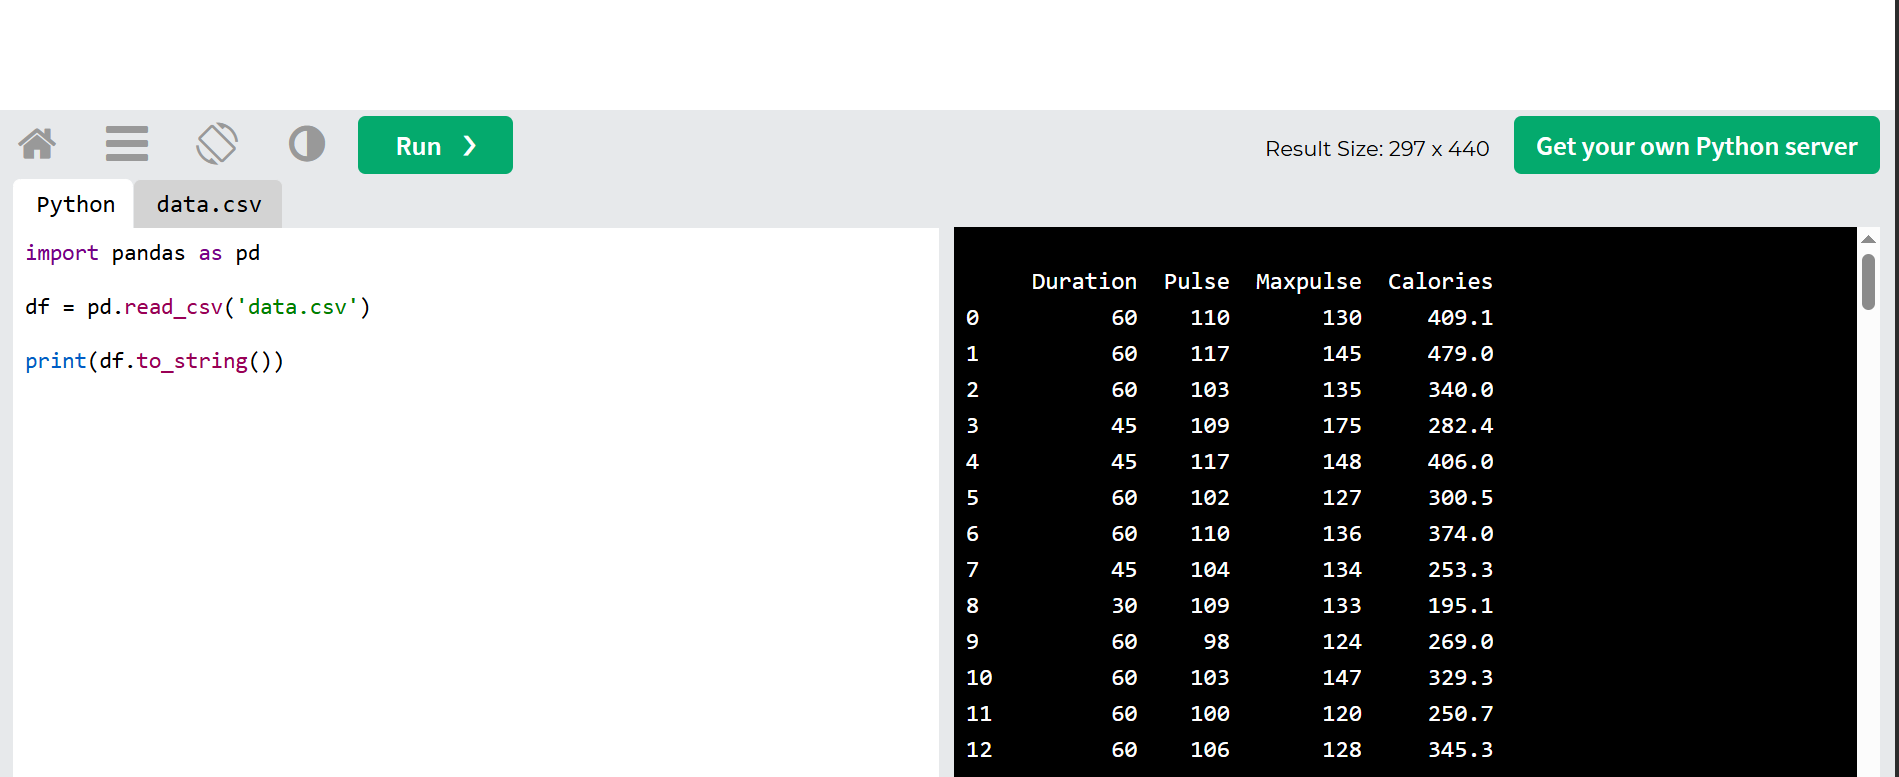 Run ❯
Result Size: 297 x 440
Get your own Python server
Python
data.csv
import pandas as pd
df = pd.read_csv('data.csv')
print(df.to_string())
Duration Pulse Maxpulse Calories
0 60 110 130 409.1
1 60 117 145 479.0
2 60 103 135 340.0
3 45 109 175 282.4
4 45 117 148 406.0
5 60 102 127 300.5
6 60 110 136 374.0
7 45 104 134 253.3
8 30 109 133 195.1
9 60 98 124 269.0
10 60 103 147 329.3
11 60 100 120 250.7
12 60 106 128 345.3